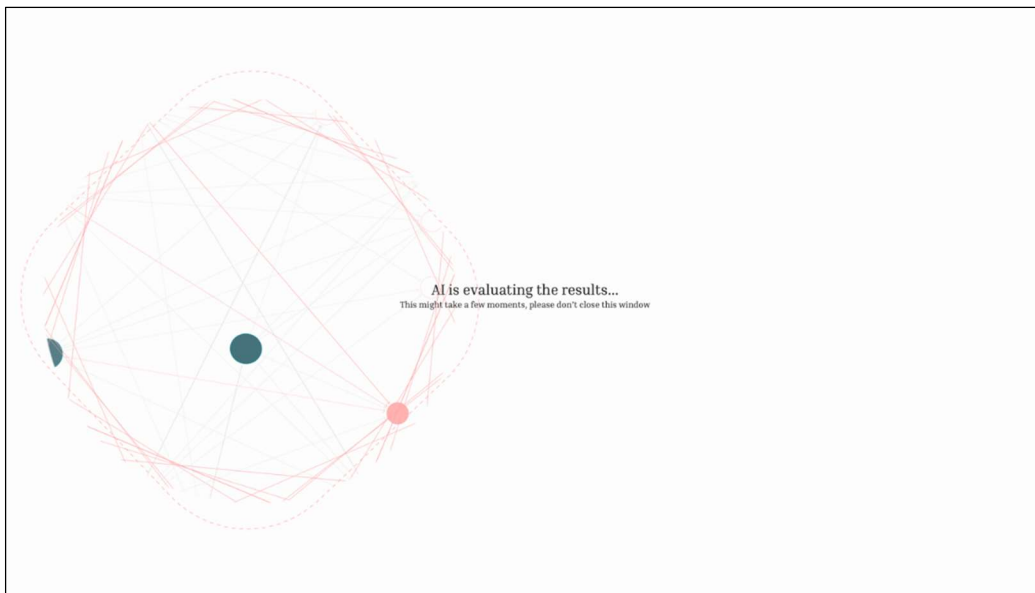 AI is evaluating the results...
This might take a few moments, please don't close this window